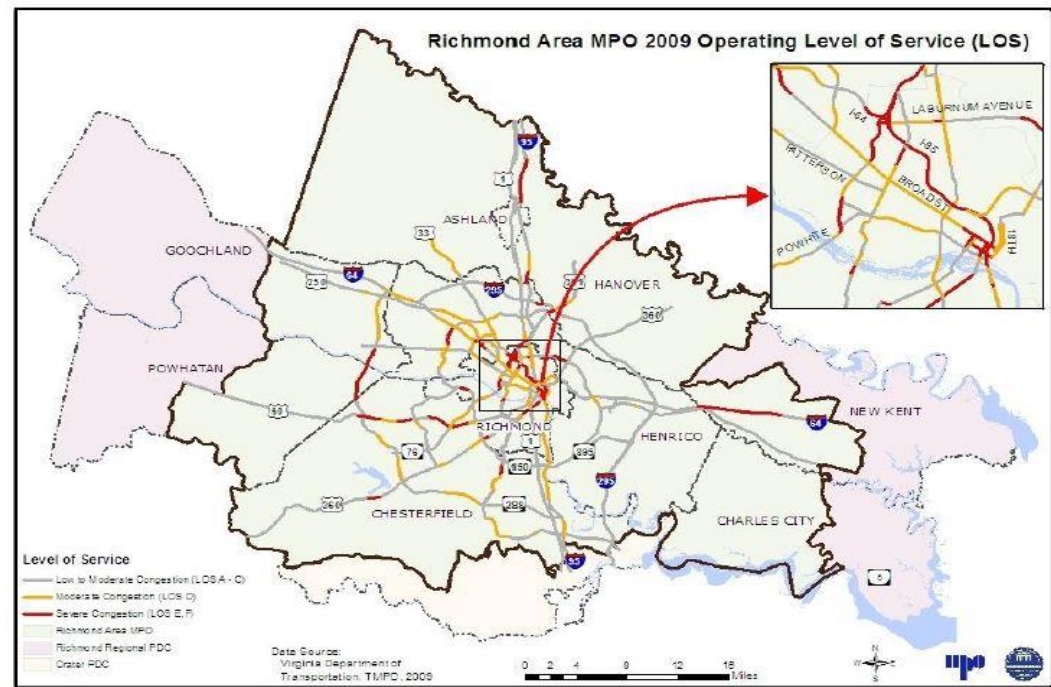 Richmond Area MPO 2009 Operating Level of Service (LOS)
LABURNUM AVENUE
I-64
I-95
PATTERSON
BROAD ST
POWHITE
18TH
95
1
ASHLAND
33
GOOCHLAND
64
250
295
HANOVER
360
POWHATAN
60
RICHMOND
NEW KENT
64
HENRICO
76
1
895
295
360
288
CHESTERFIELD
CHARLES CITY
95
Level of Service
Low to Moderate Congestion (LOS A - C)
Moderate Congestion (LOS D)
Severe Congestion (LOS E, F)
Richmond Area MPO
Richmond Regional PDC
Crater PDC
Data Source:
Virginia Department of
Transportation, TMPD, 2009
0 2 4 8 12 16
Miles
N
W E
S
mpo